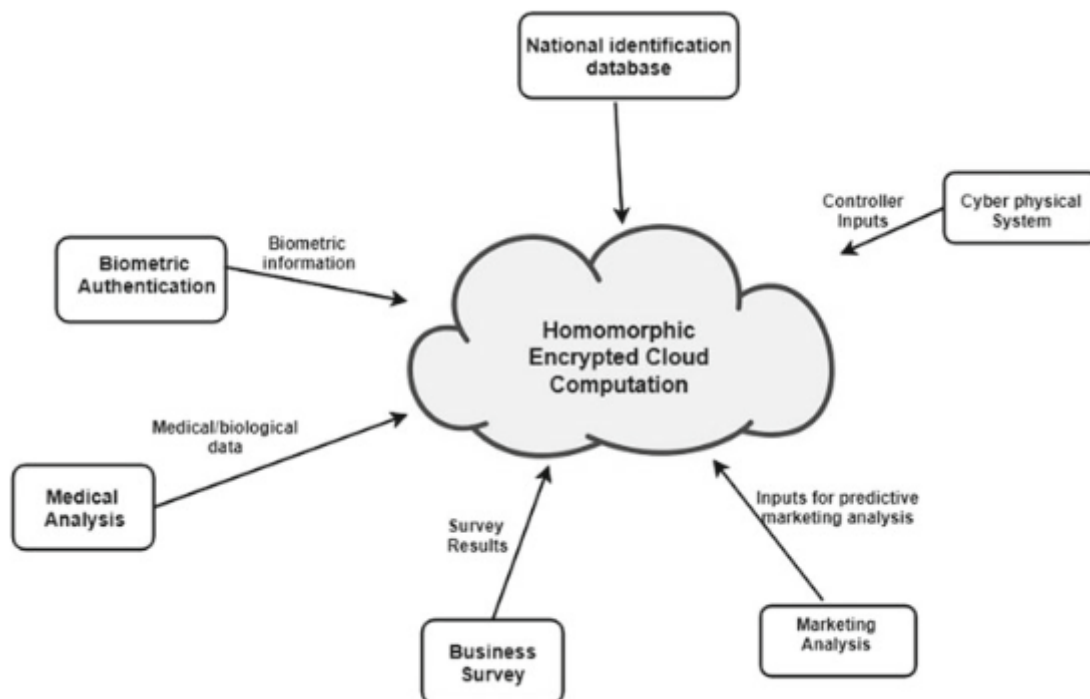 National identification
database
Controller
Inputs
Cyber physical
System
Biometric
information
Biometric
Authentication
Homomorphic
Encrypted Cloud
Computation
Medical/biological
data
Medical
Analysis
Survey
Results
Inputs for predictive
marketing analysis
Business
Survey
Marketing
Analysis